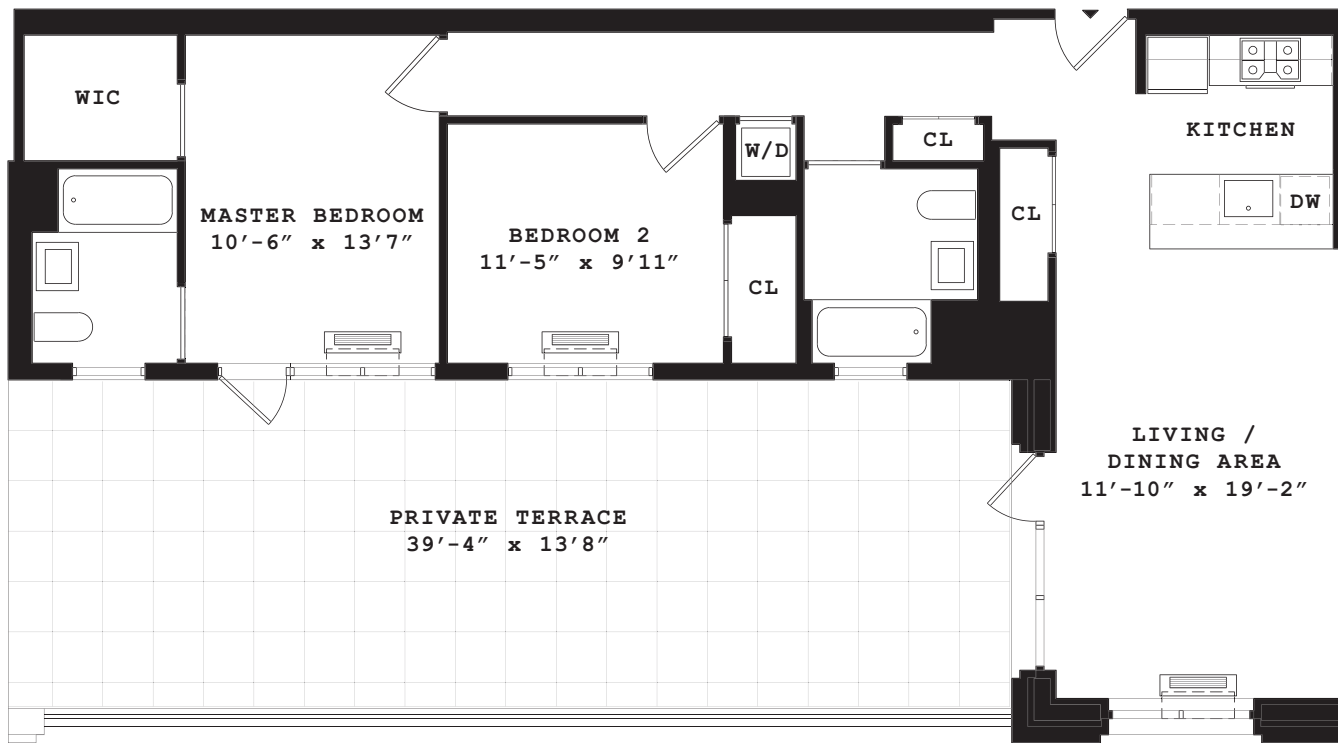 WIC
KITCHEN
W/D
CL
DW
MASTER BEDROOM
10'-6" x 13'7"
CL
BEDROOM 2
11'-5" x 9'11"
CL
LIVING /
DINING AREA
11'-10" x 19'-2"
PRIVATE TERRACE
39'-4" x 13'8"